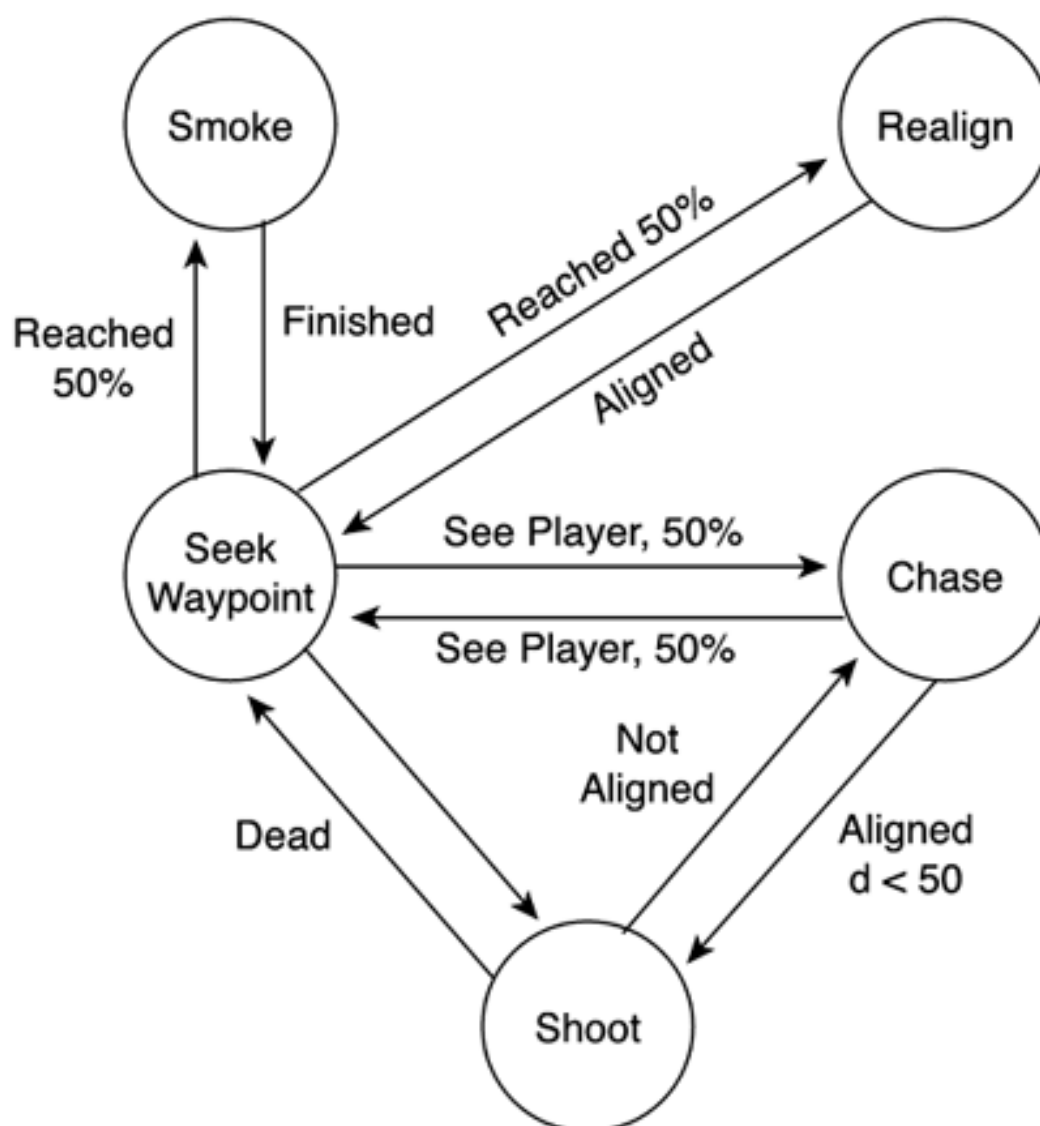 Smoke
Realign
Reached 50%
Reached
50%
Finished
Aligned
See Player, 50%
Seek
Waypoint
Chase
See Player, 50%
Not
Aligned
Dead
Aligned
d < 50
Shoot